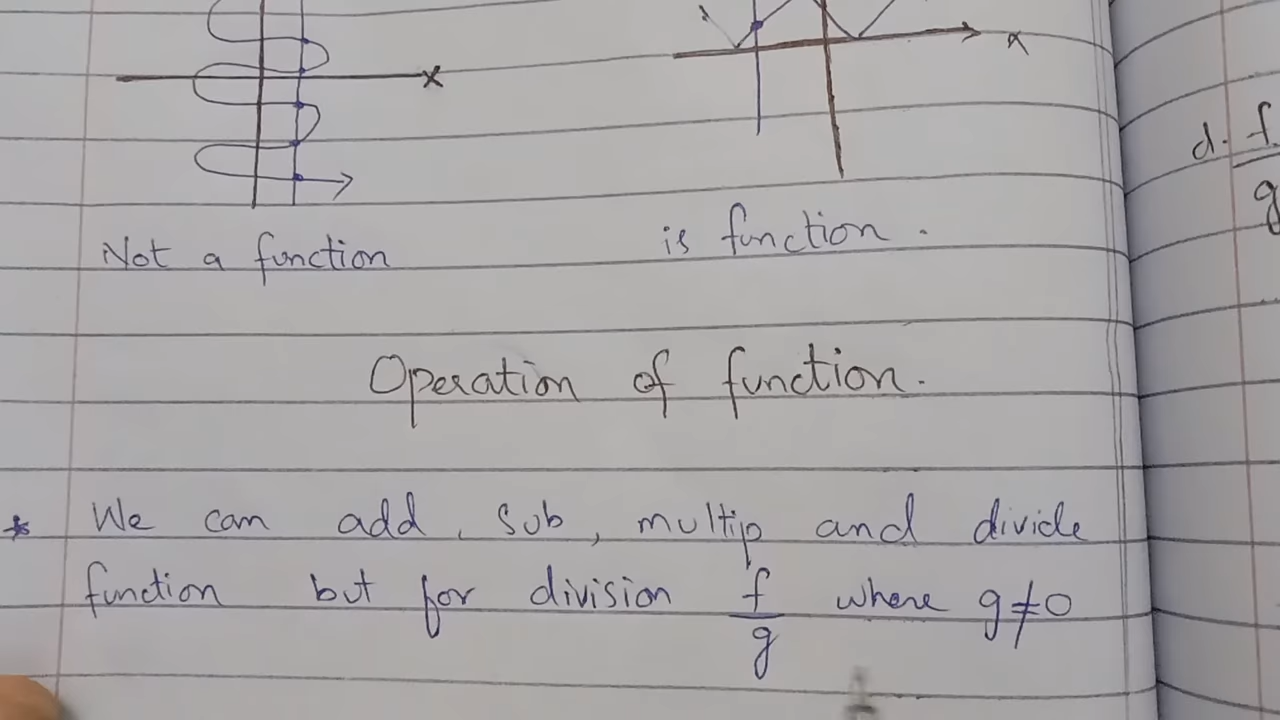 x
x
d. f
g
Not a function
is function.
Operation of function.
* We can add, sub, multip and divide
function but for division f/g where g≠0